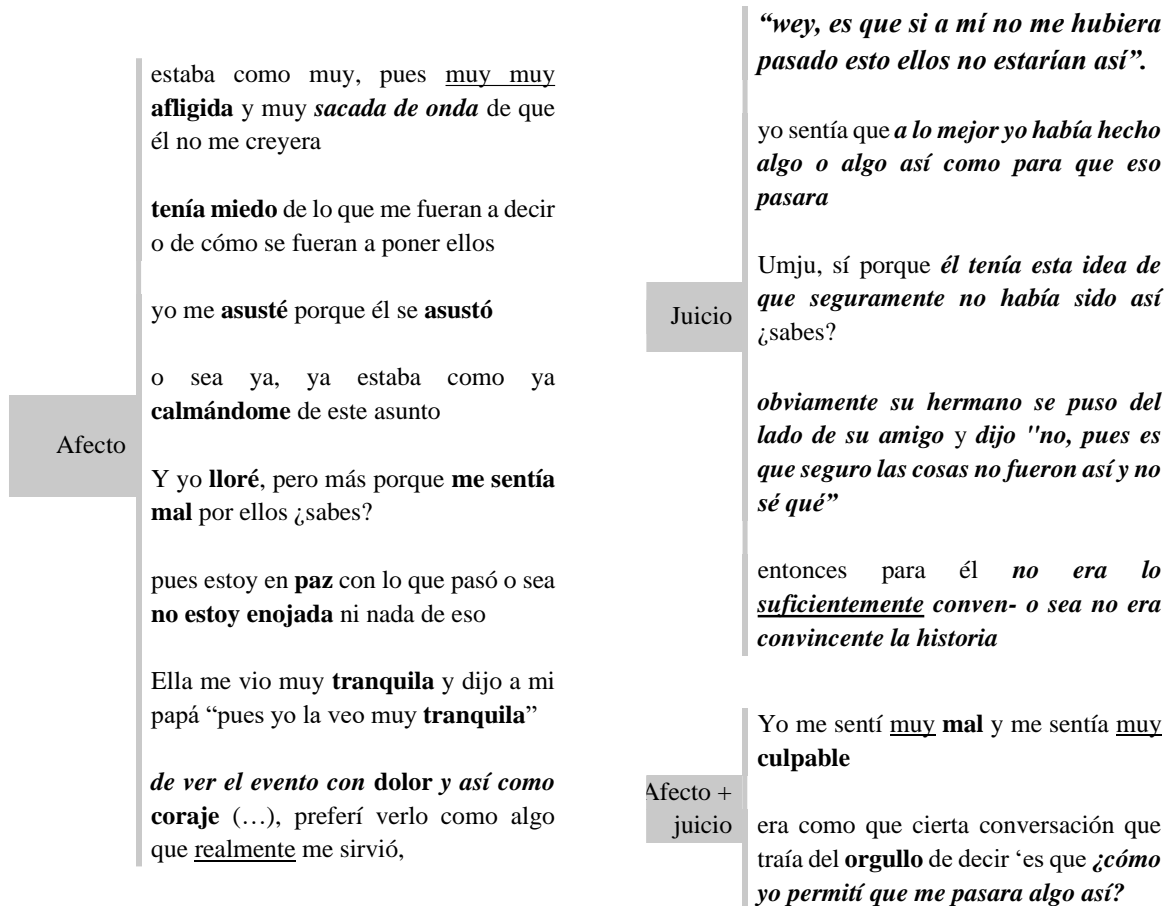 Afecto
estaba como muy, pues muy muy
afligida y muy sacada de onda de que
él no me creyera
tenía miedo de lo que me fueran a decir
o de cómo se fueran a poner ellos
yo me asusté porque él se asustó
o sea ya, ya estaba como ya
calmándome de este asunto
Y yo lloré, pero más porque me sentía
mal por ellos ¿sabes?
pues estoy en paz con lo que pasó o sea
no estoy enojada ni nada de eso
Ella me vio muy tranquila y dijo a mi
papá “pues yo la veo muy tranquila”
de ver el evento con dolor y así como
coraje (…), preferí verlo como algo
que realmente me sirvió,
Juicio
“wey, es que si a mí no me hubiera
pasado esto ellos no estarían así”.
yo sentía que a lo mejor yo había hecho
algo o algo así como para que eso
pasara
Umju, sí porque él tenía esta idea de
que seguramente no había sido así
¿sabes?
obviamente su hermano se puso del
lado de su amigo y dijo "no, pues es
que seguro las cosas no fueron así y no
sé qué”
entonces para él no era lo
suficientemente conven- o sea no era
convincente la historia
Afecto +
juicio
Yo me sentí muy mal y me sentía muy
culpable
era como que cierta conversación que
traía del orgullo de decir ‘es que ¿cómo
yo permití que me pasara algo así?